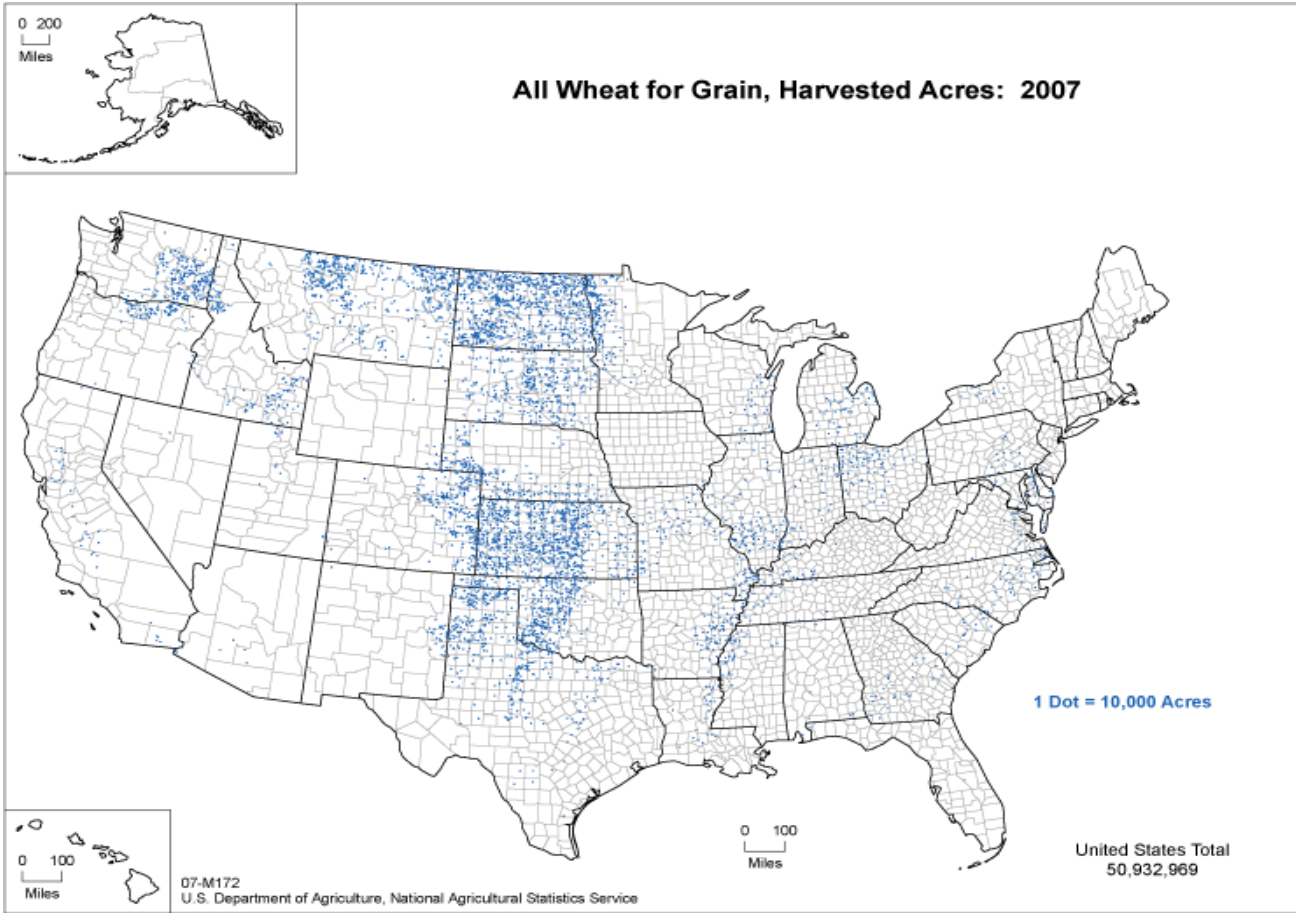 0 200
Miles
All Wheat for Grain, Harvested Acres: 2007
1 Dot = 10,000 Acres
0 100
Miles
United States Total
50,932,969
0 100
Miles
07-M172
U.S. Department of Agriculture, National Agricultural Statistics Service